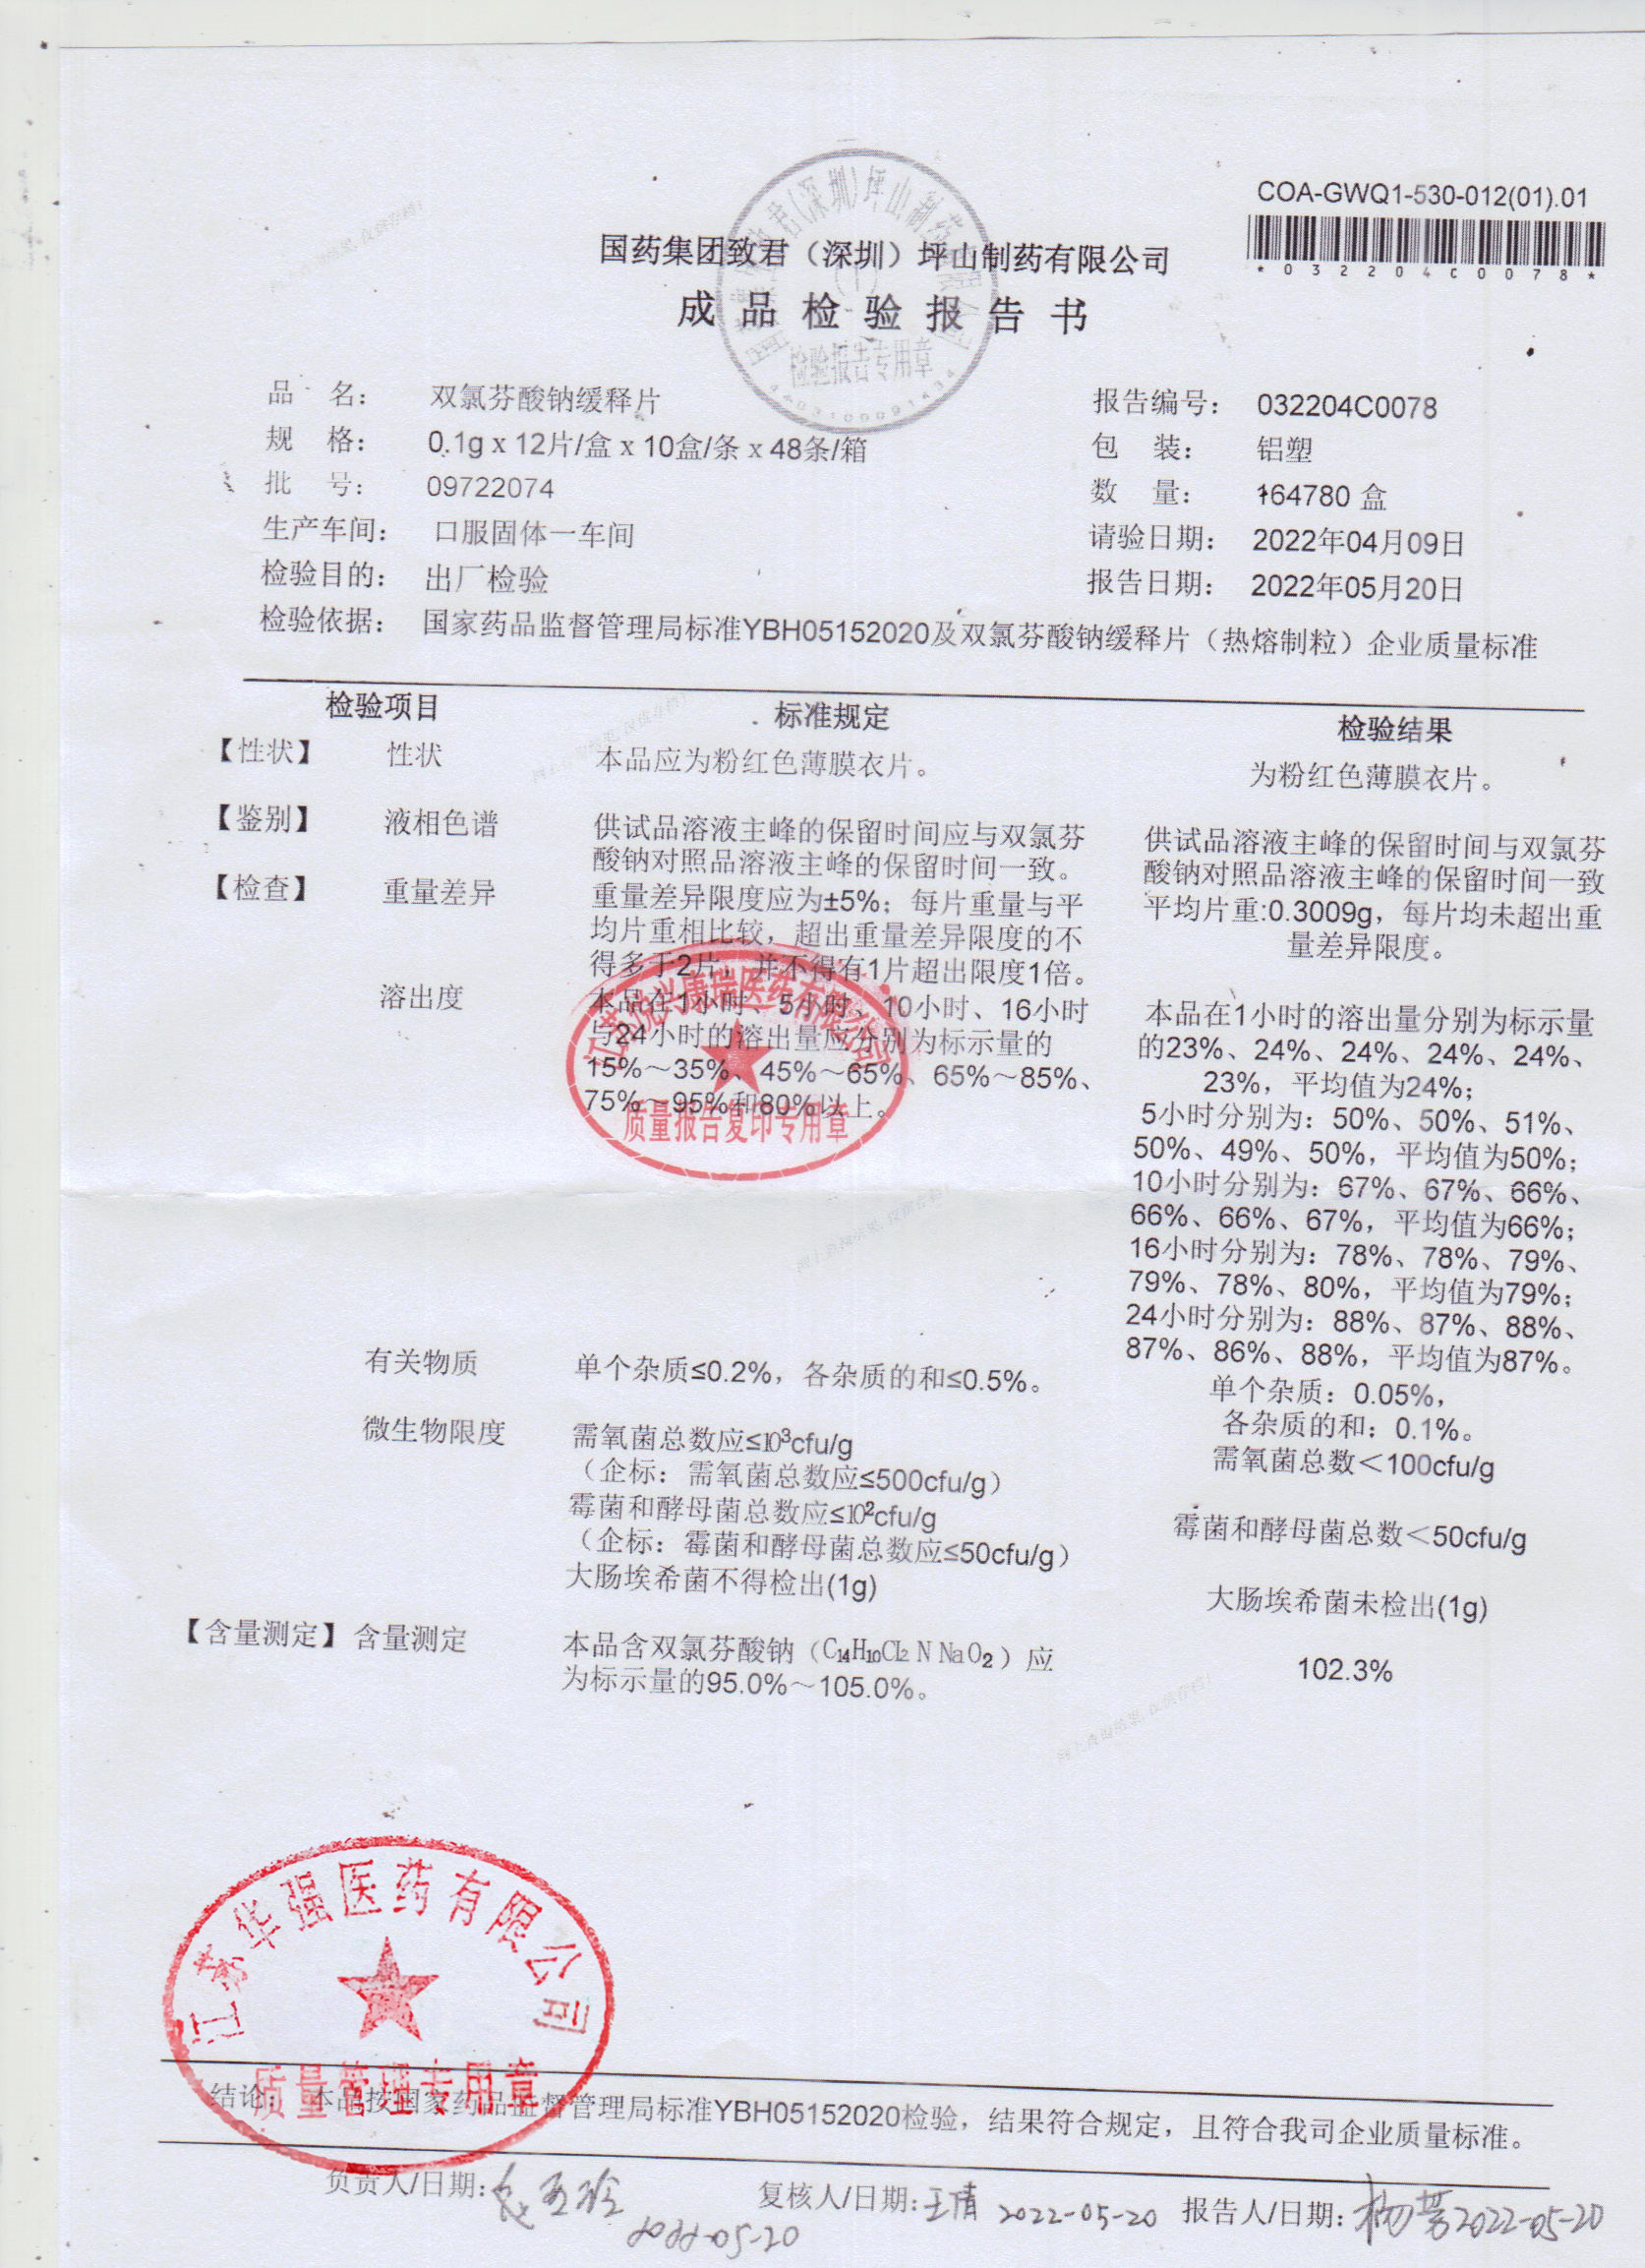 COA-GWQ1-530-012(01).01
*032204C0078*
国药集团致君（深圳）坪山制药有限公司
成品检验报告书
检验报告专用章
4403100091434
品 名： 双氯芬酸钠缓释片 报告编号： 032204C0078
规 格： 0.1g x 12片/盒 x 10盒/条 x 48条/箱 包 装： 铝塑
批 号： 09722074 数 量： 164780 盒
生产车间： 口服固体一车间 请验日期： 2022年04月09日
检验目的： 出厂检验 报告日期： 2022年05月20日
检验依据： 国家药品监督管理局标准YBH05152020及双氯芬酸钠缓释片（热熔制粒）企业质量标准
检验项目 标准规定 检验结果
【性状】 性状 本品应为粉红色薄膜衣片。 为粉红色薄膜衣片。
【鉴别】 液相色谱 供试品溶液主峰的保留时间应与双氯芬 供试品溶液主峰的保留时间与双氯芬
酸钠对照品溶液主峰的保留时间一致。 酸钠对照品溶液主峰的保留时间一致
【检查】 重量差异 重量差异限度应为±5%；每片重量与平 平均片重:0.3009g，每片均未超出重
均片重相比较，超出重量差异限度的不 量差异限度。
得多于2片，并不得有1片超出限度1倍。
溶出度 本品在1小时、5小时、10小时、16小时 本品在1小时的溶出量分别为标示量
与24小时的溶出量应分别为标示量的 的23%、24%、24%、24%、24%、
15%～35%、45%～65%、65%～85%、 23%，平均值为24%；
75%～95%和80%以上。 5小时分别为：50%、50%、51%、
质量报告复印专用章
50%、49%、50%，平均值为50%；
10小时分别为：67%、67%、66%、
66%、66%、67%，平均值为66%；
16小时分别为：78%、78%、79%、
79%、78%、80%，平均值为79%；
24小时分别为：88%、87%、88%、
87%、86%、88%，平均值为87%。
有关物质 单个杂质≤0.2%，各杂质的和≤0.5%。 单个杂质：0.05%，
各杂质的和：0.1%。
微生物限度 需氧菌总数应≤10³cfu/g 需氧菌总数＜100cfu/g
（企标：需氧菌总数应≤500cfu/g）
霉菌和酵母菌总数应≤10²cfu/g 霉菌和酵母菌总数＜50cfu/g
（企标：霉菌和酵母菌总数应≤50cfu/g）
大肠埃希菌不得检出(1g) 大肠埃希菌未检出(1g)
【含量测定】 含量测定 本品含双氯芬酸钠（C₁₄H₁₀Cl₂ N Na O₂）应 102.3%
为标示量的95.0%～105.0%。
江苏华强医药有限公司
质量管理专用章
结论： 本品按国家药品监督管理局标准YBH05152020检验，结果符合规定，且符合我司企业质量标准。
负责人/日期: 2022-05-20 复核人/日期: 王倩 2022-05-20 报告人/日期: 杨芳 2022-05-20